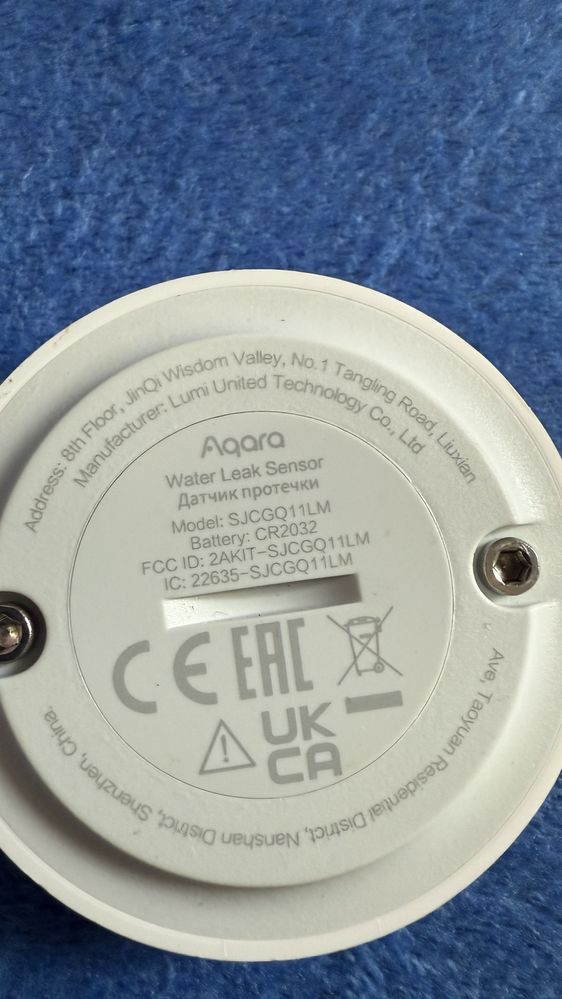 Address: 8th Floor, JinQi Wisdom Valley, No.1 Tangling Road, Liuxian
Ave, Taoyuan Residential District, Nanshan District, Shenzhen, China.
Manufacturer: Lumi United Technology Co., Ltd
Aqara
Water Leak Sensor
Датчик протечки
Model: SJCGQ11LM
Battery: CR2032
FCC ID: 2AKIT-SJCGQ11LM
IC: 22635-SJCGQ11LM
CE EAC
UK
CA